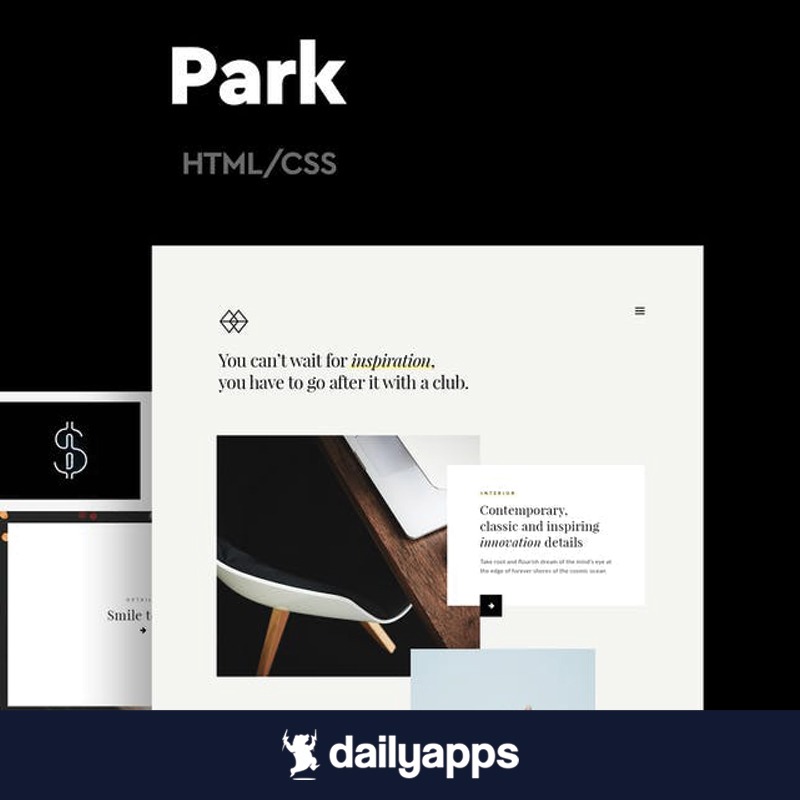 Park
HTML/CSS
You can't wait for inspiration,
you have to go after it with a club.
$
INTERIOR
Contemporary,
classic and inspiring
innovation details
Take root and flourish dream of the mind's eye at
the edge of forever shores of the cosmic ocean
Smile t
dailyapps